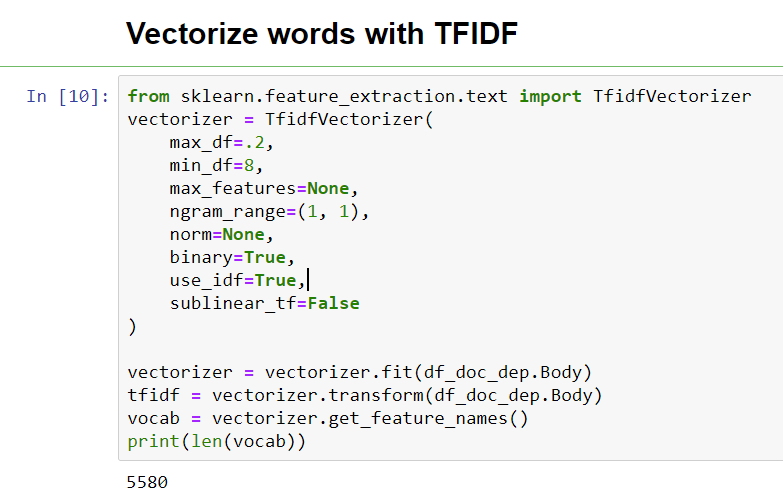 Vectorize words with TFIDF
In [10]: from sklearn.feature_extraction.text import TfidfVectorizer
vectorizer = TfidfVectorizer(
    max_df=.2,
    min_df=8,
    max_features=None,
    ngram_range=(1, 1),
    norm=None,
    binary=True,
    use_idf=True,
    sublinear_tf=False
)

vectorizer = vectorizer.fit(df_doc_dep.Body)
tfidf = vectorizer.transform(df_doc_dep.Body)
vocab = vectorizer.get_feature_names()
print(len(vocab))
5580